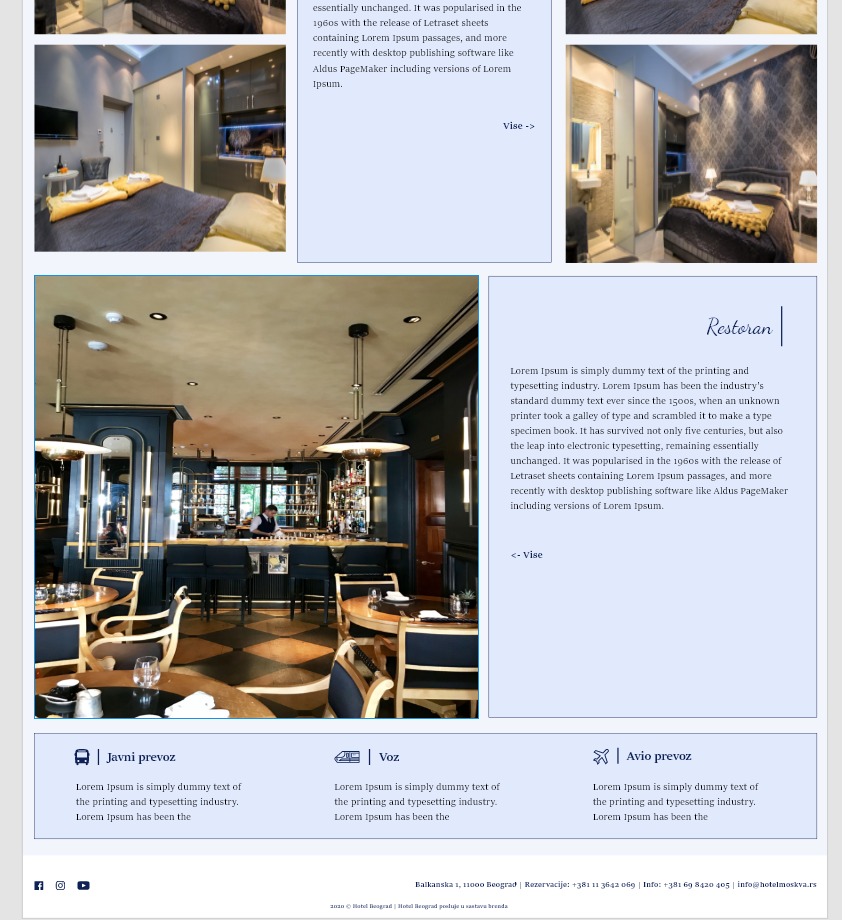 essentially unchanged. It was popularised in the
1960s with the release of Letraset sheets
containing Lorem Ipsum passages, and more
recently with desktop publishing software like
Aldus PageMaker including versions of Lorem
Ipsum.
Vise ->
Restoran
Lorem Ipsum is simply dummy text of the printing and
typesetting industry. Lorem Ipsum has been the industry's
standard dummy text ever since the 1500s, when an unknown
printer took a galley of type and scrambled it to make a type
specimen book. It has survived not only five centuries, but also
the leap into electronic typesetting, remaining essentially
unchanged. It was popularised in the 1960s with the release of
Letraset sheets containing Lorem Ipsum passages, and more
recently with desktop publishing software like Aldus PageMaker
including versions of Lorem Ipsum.
<- Vise
Javni prevoz
Lorem Ipsum is simply dummy text of
the printing and typesetting industry.
Lorem Ipsum has been the
Voz
Lorem Ipsum is simply dummy text of
the printing and typesetting industry.
Lorem Ipsum has been the
Avio prevoz
Lorem Ipsum is simply dummy text of
the printing and typesetting industry.
Lorem Ipsum has been the
Balkanska 1, 11000 Beograd | Rezervacije: +381 11 3642 069 | Info: +381 69 8420 405 | info@hotelmoskva.rs
2020 © Hotel Beograd | Hotel Beograd posluje u sastavu brenda